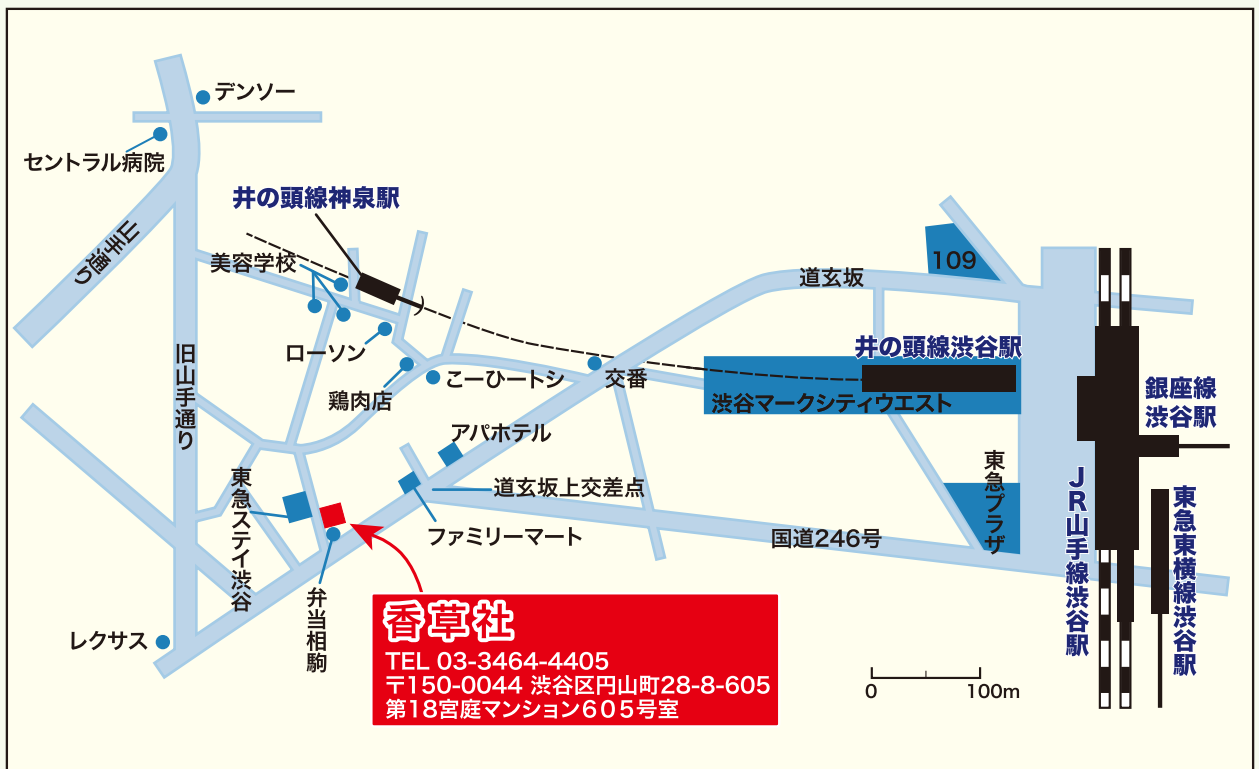 デンソー
セントラル病院
山手通り
井の頭線神泉駅
美容学校
109
道玄坂
旧山手通り
ローソン
井の頭線渋谷駅
こーひートシ
交番
鶏肉店
渋谷マークシティウエスト
銀座線
渋谷駅
アパホテル
東急ステイ渋谷
道玄坂上交差点
東急プラザ
JR山手線渋谷駅
東急東横線渋谷駅
ファミリーマート
国道246号
弁当相駒
レクサス
香草社
TEL 03-3464-4405
〒150-0044 渋谷区円山町28-8-605
第18宮庭マンション605号室
0 100m